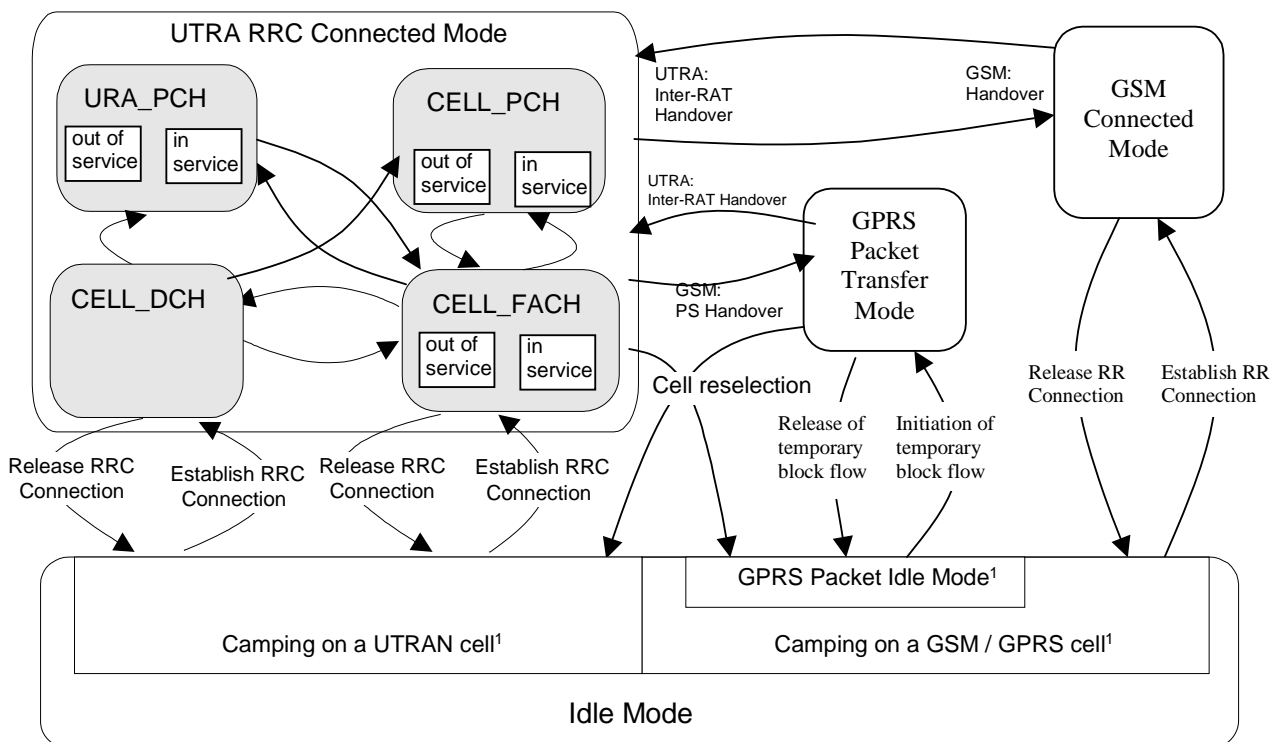 UTRA RRC Connected Mode
URA_PCH
out of
service
in
service
CELL_PCH
out of
service
in
service
CELL_DCH
CELL_FACH
out of
service
in
service
UTRA:
Inter-RAT
Handover
GSM:
Handover
GSM
Connected
Mode
UTRA:
Inter-RAT Handover
GPRS
Packet
Transfer
Mode
GSM:
PS Handover
Cell reselection
Release RRC
Connection
Establish RRC
Connection
Release RRC
Connection
Establish RRC
Connection
Release of
temporary
block flow
Initiation of
temporary
block flow
Release RR
Connection
Establish RR
Connection
GPRS Packet Idle Mode¹
Camping on a UTRAN cell¹
Camping on a GSM / GPRS cell¹
Idle Mode